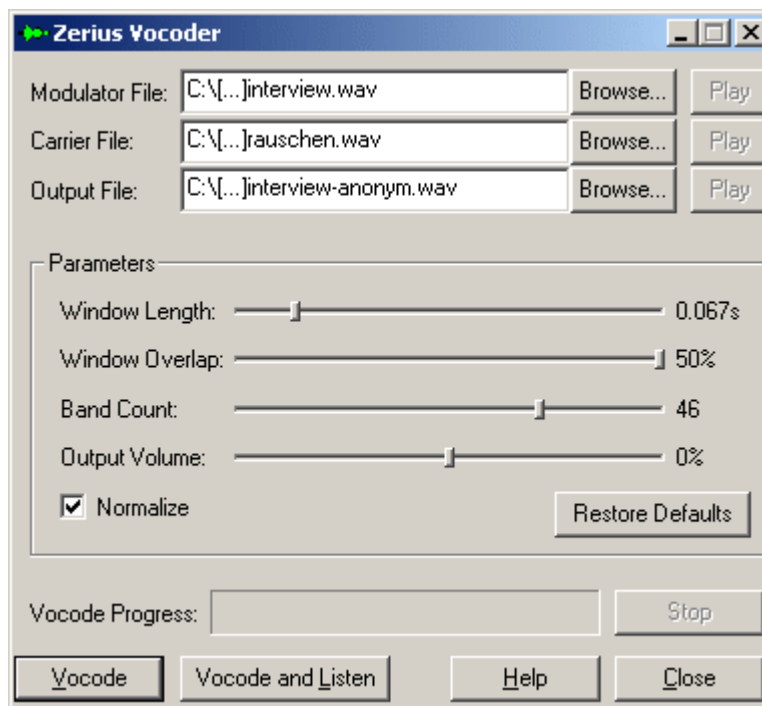 Zerius Vocoder
Modulator File: C:\[...]interview.wav Browse... Play
Carrier File: C:\[...]rauschen.wav Browse... Play
Output File: C:\[...]interview-anonym.wav Browse... Play
Parameters
Window Length: 0.067s
Window Overlap: 50%
Band Count: 46
Output Volume: 0%
Normalize Restore Defaults
Vocode Progress: Stop
Vocode Vocode and Listen Help Close